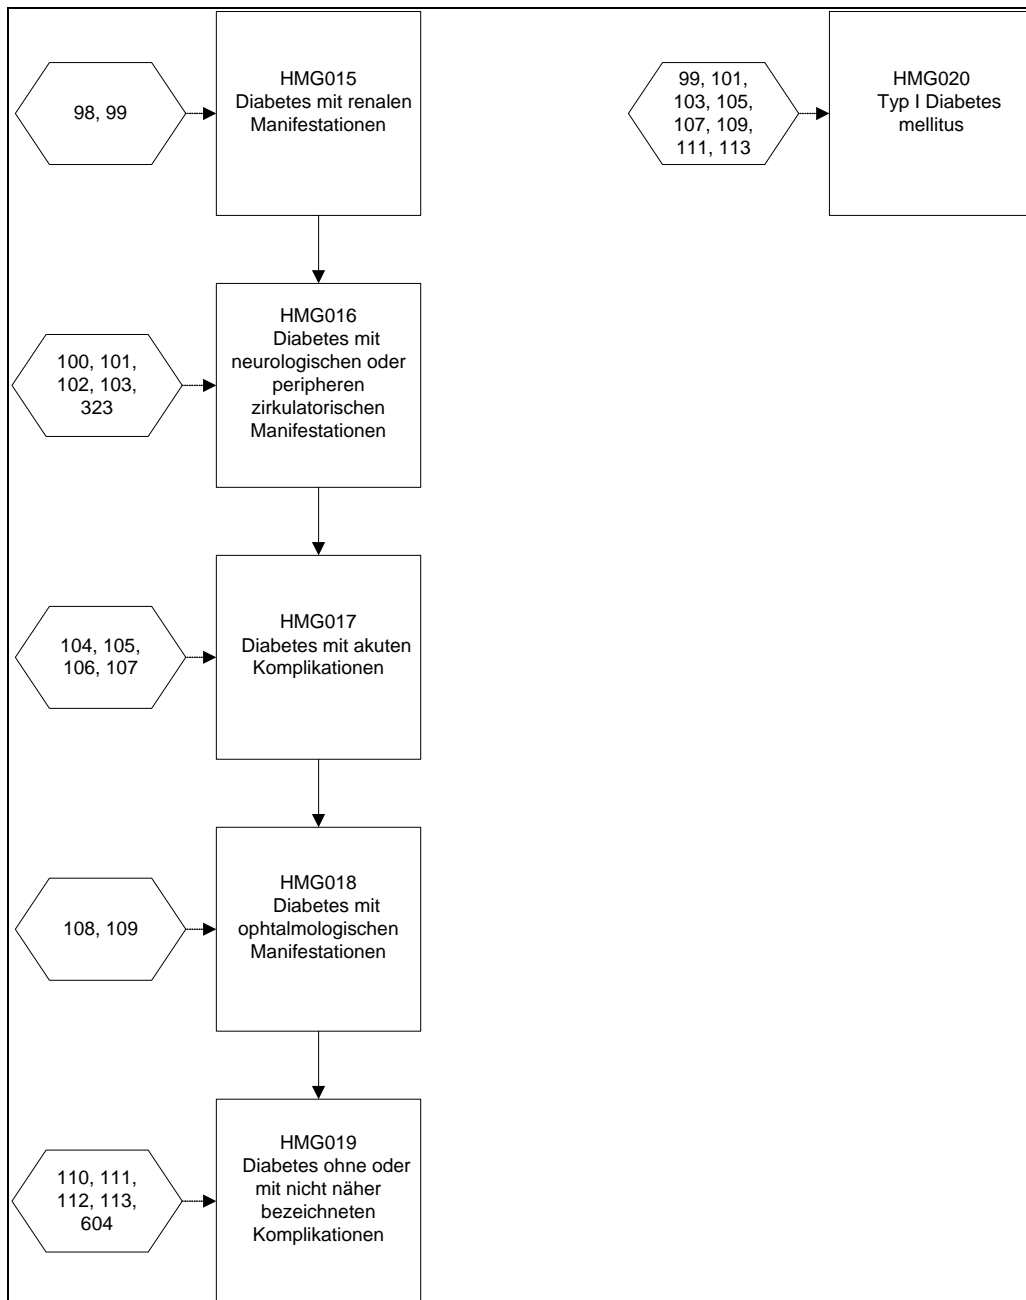 98, 99
HMG015
Diabetes mit renalen
Manifestationen
99, 101,
103, 105,
107, 109,
111, 113
HMG020
Typ I Diabetes
mellitus
100, 101,
102, 103,
323
HMG016
Diabetes mit
neurologischen oder
peripheren
zirkulatorischen
Manifestationen
104, 105,
106, 107
HMG017
Diabetes mit akuten
Komplikationen
108, 109
HMG018
Diabetes mit
ophtalmologischen
Manifestationen
110, 111,
112, 113,
604
HMG019
Diabetes ohne oder
mit nicht näher
bezeichneten
Komplikationen